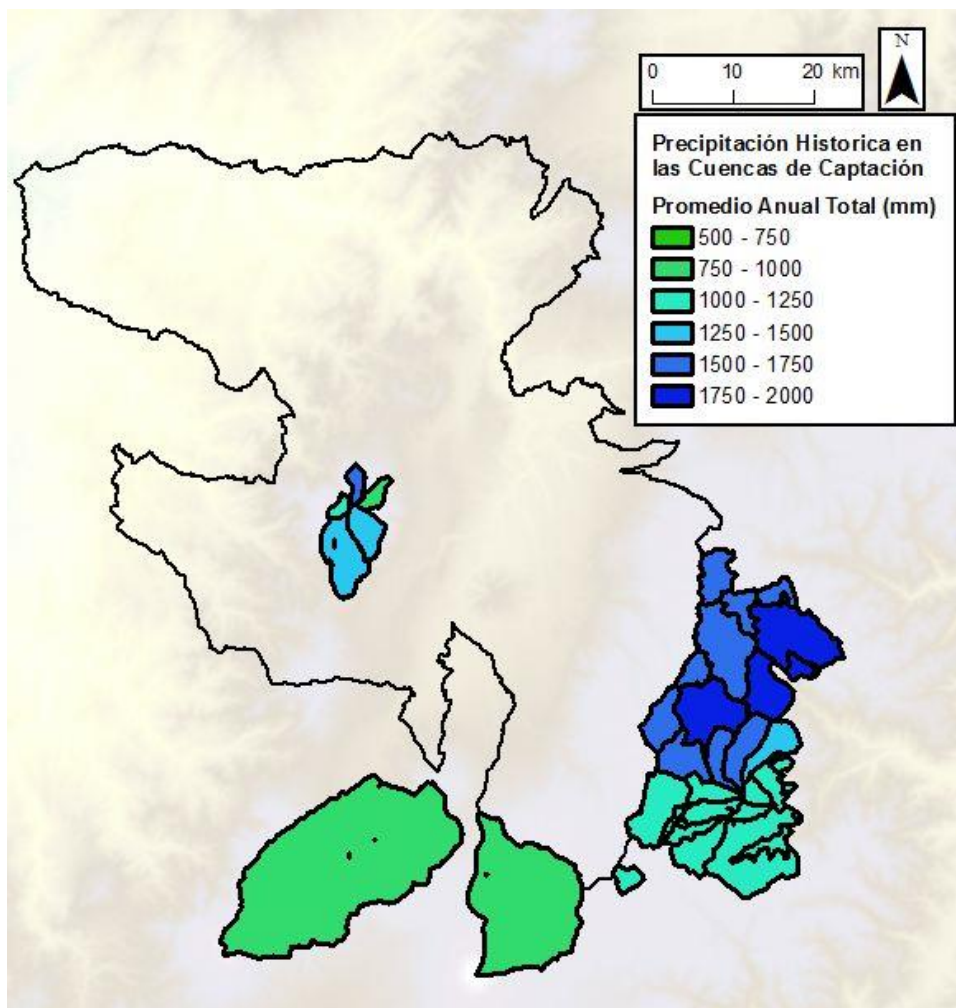 0 10 20 km
N
Precipitación Historica en
las Cuencas de Captación
Promedio Anual Total (mm)
500 - 750
750 - 1000
1000 - 1250
1250 - 1500
1500 - 1750
1750 - 2000